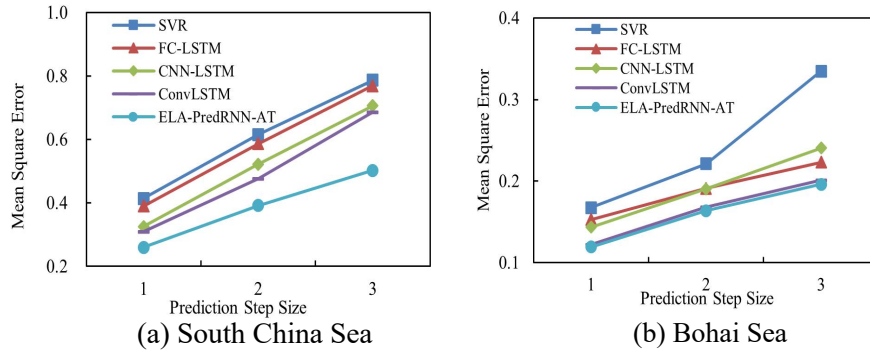 1.0
0.8
0.6
0.4
0.2
Mean Square Error
SVR
FC-LSTM
CNN-LSTM
ConvLSTM
ELA-PredRNN-AT
1 2 3
Prediction Step Size
(a) South China Sea
0.4
0.3
0.2
0.1
Mean Square Error
SVR
FC-LSTM
CNN-LSTM
ConvLSTM
ELA-PredRNN-AT
1 2 3
Prediction Step Size
(b) Bohai Sea